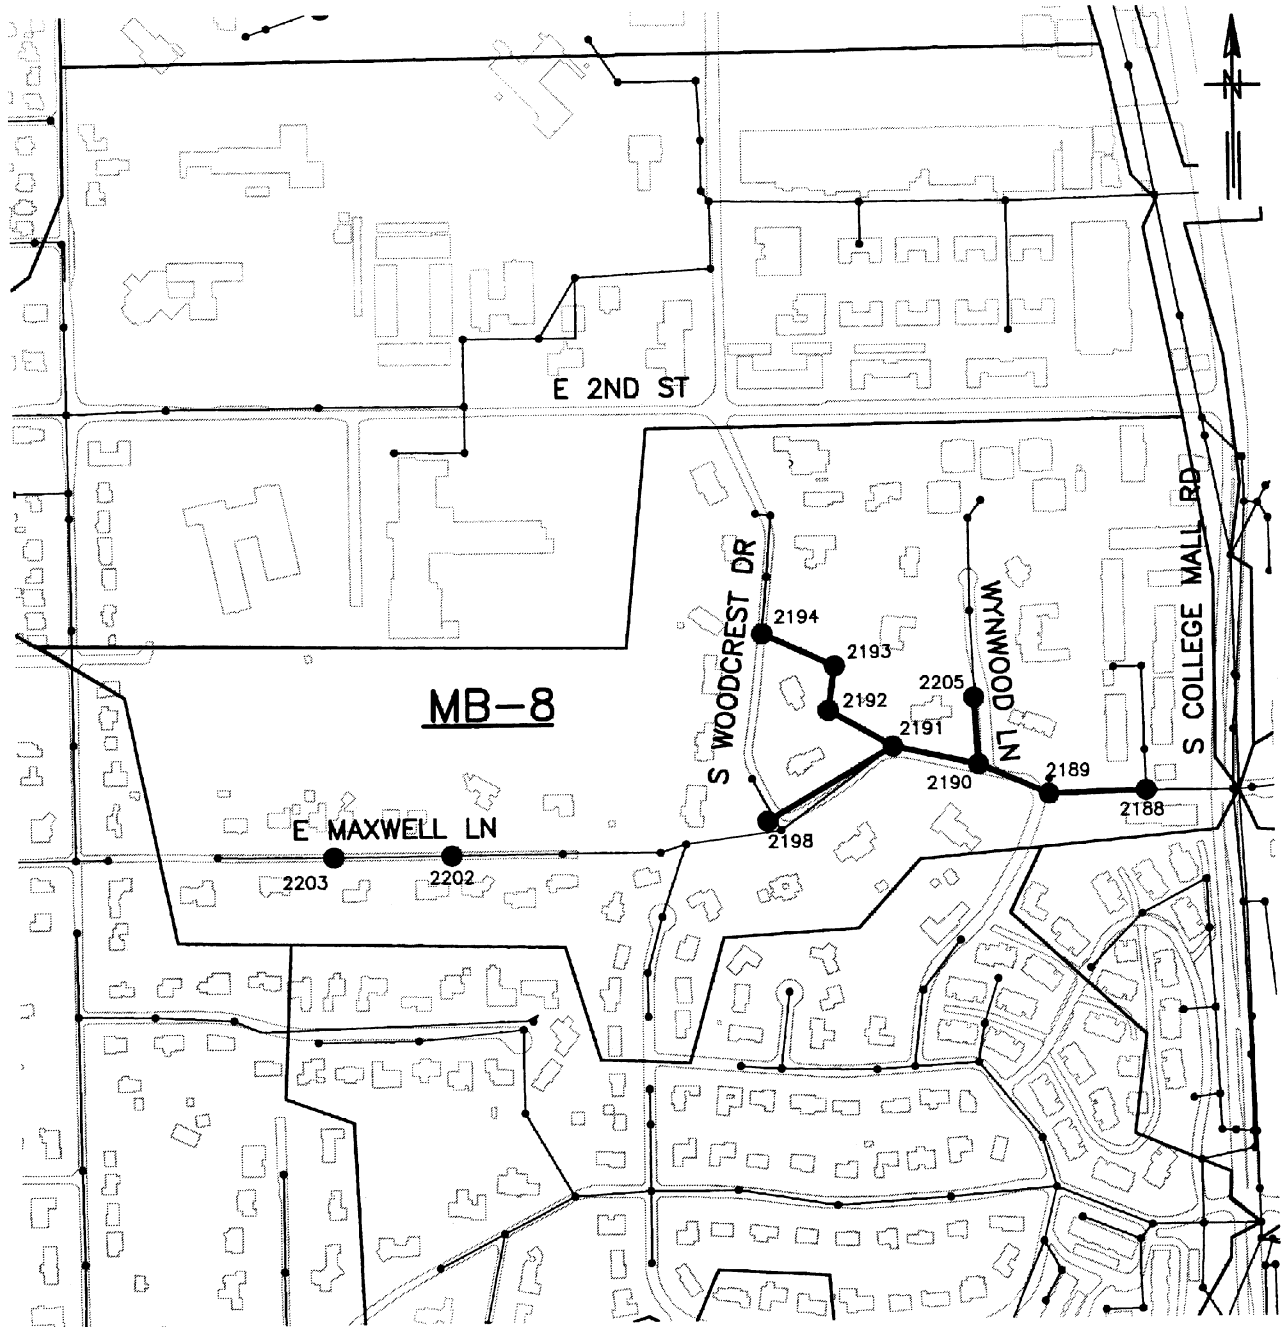 N
E 2ND ST
S COLLEGE MALL RD
S WOODCREST DR
WYNWOOD LN
2194
2193
2205
2192
MB-8
2191
2190
2189
2188
2198
E MAXWELL LN
2203
2202